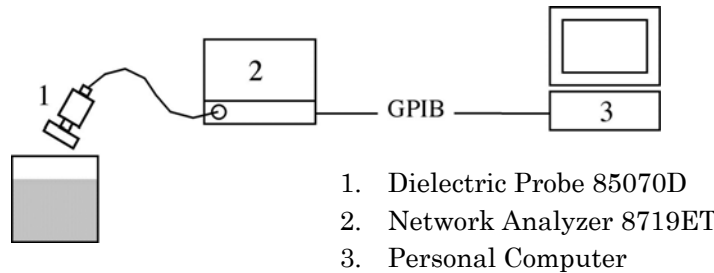 2
1
GPIB
3
1. Dielectric Probe 85070D
2. Network Analyzer 8719ET
3. Personal Computer